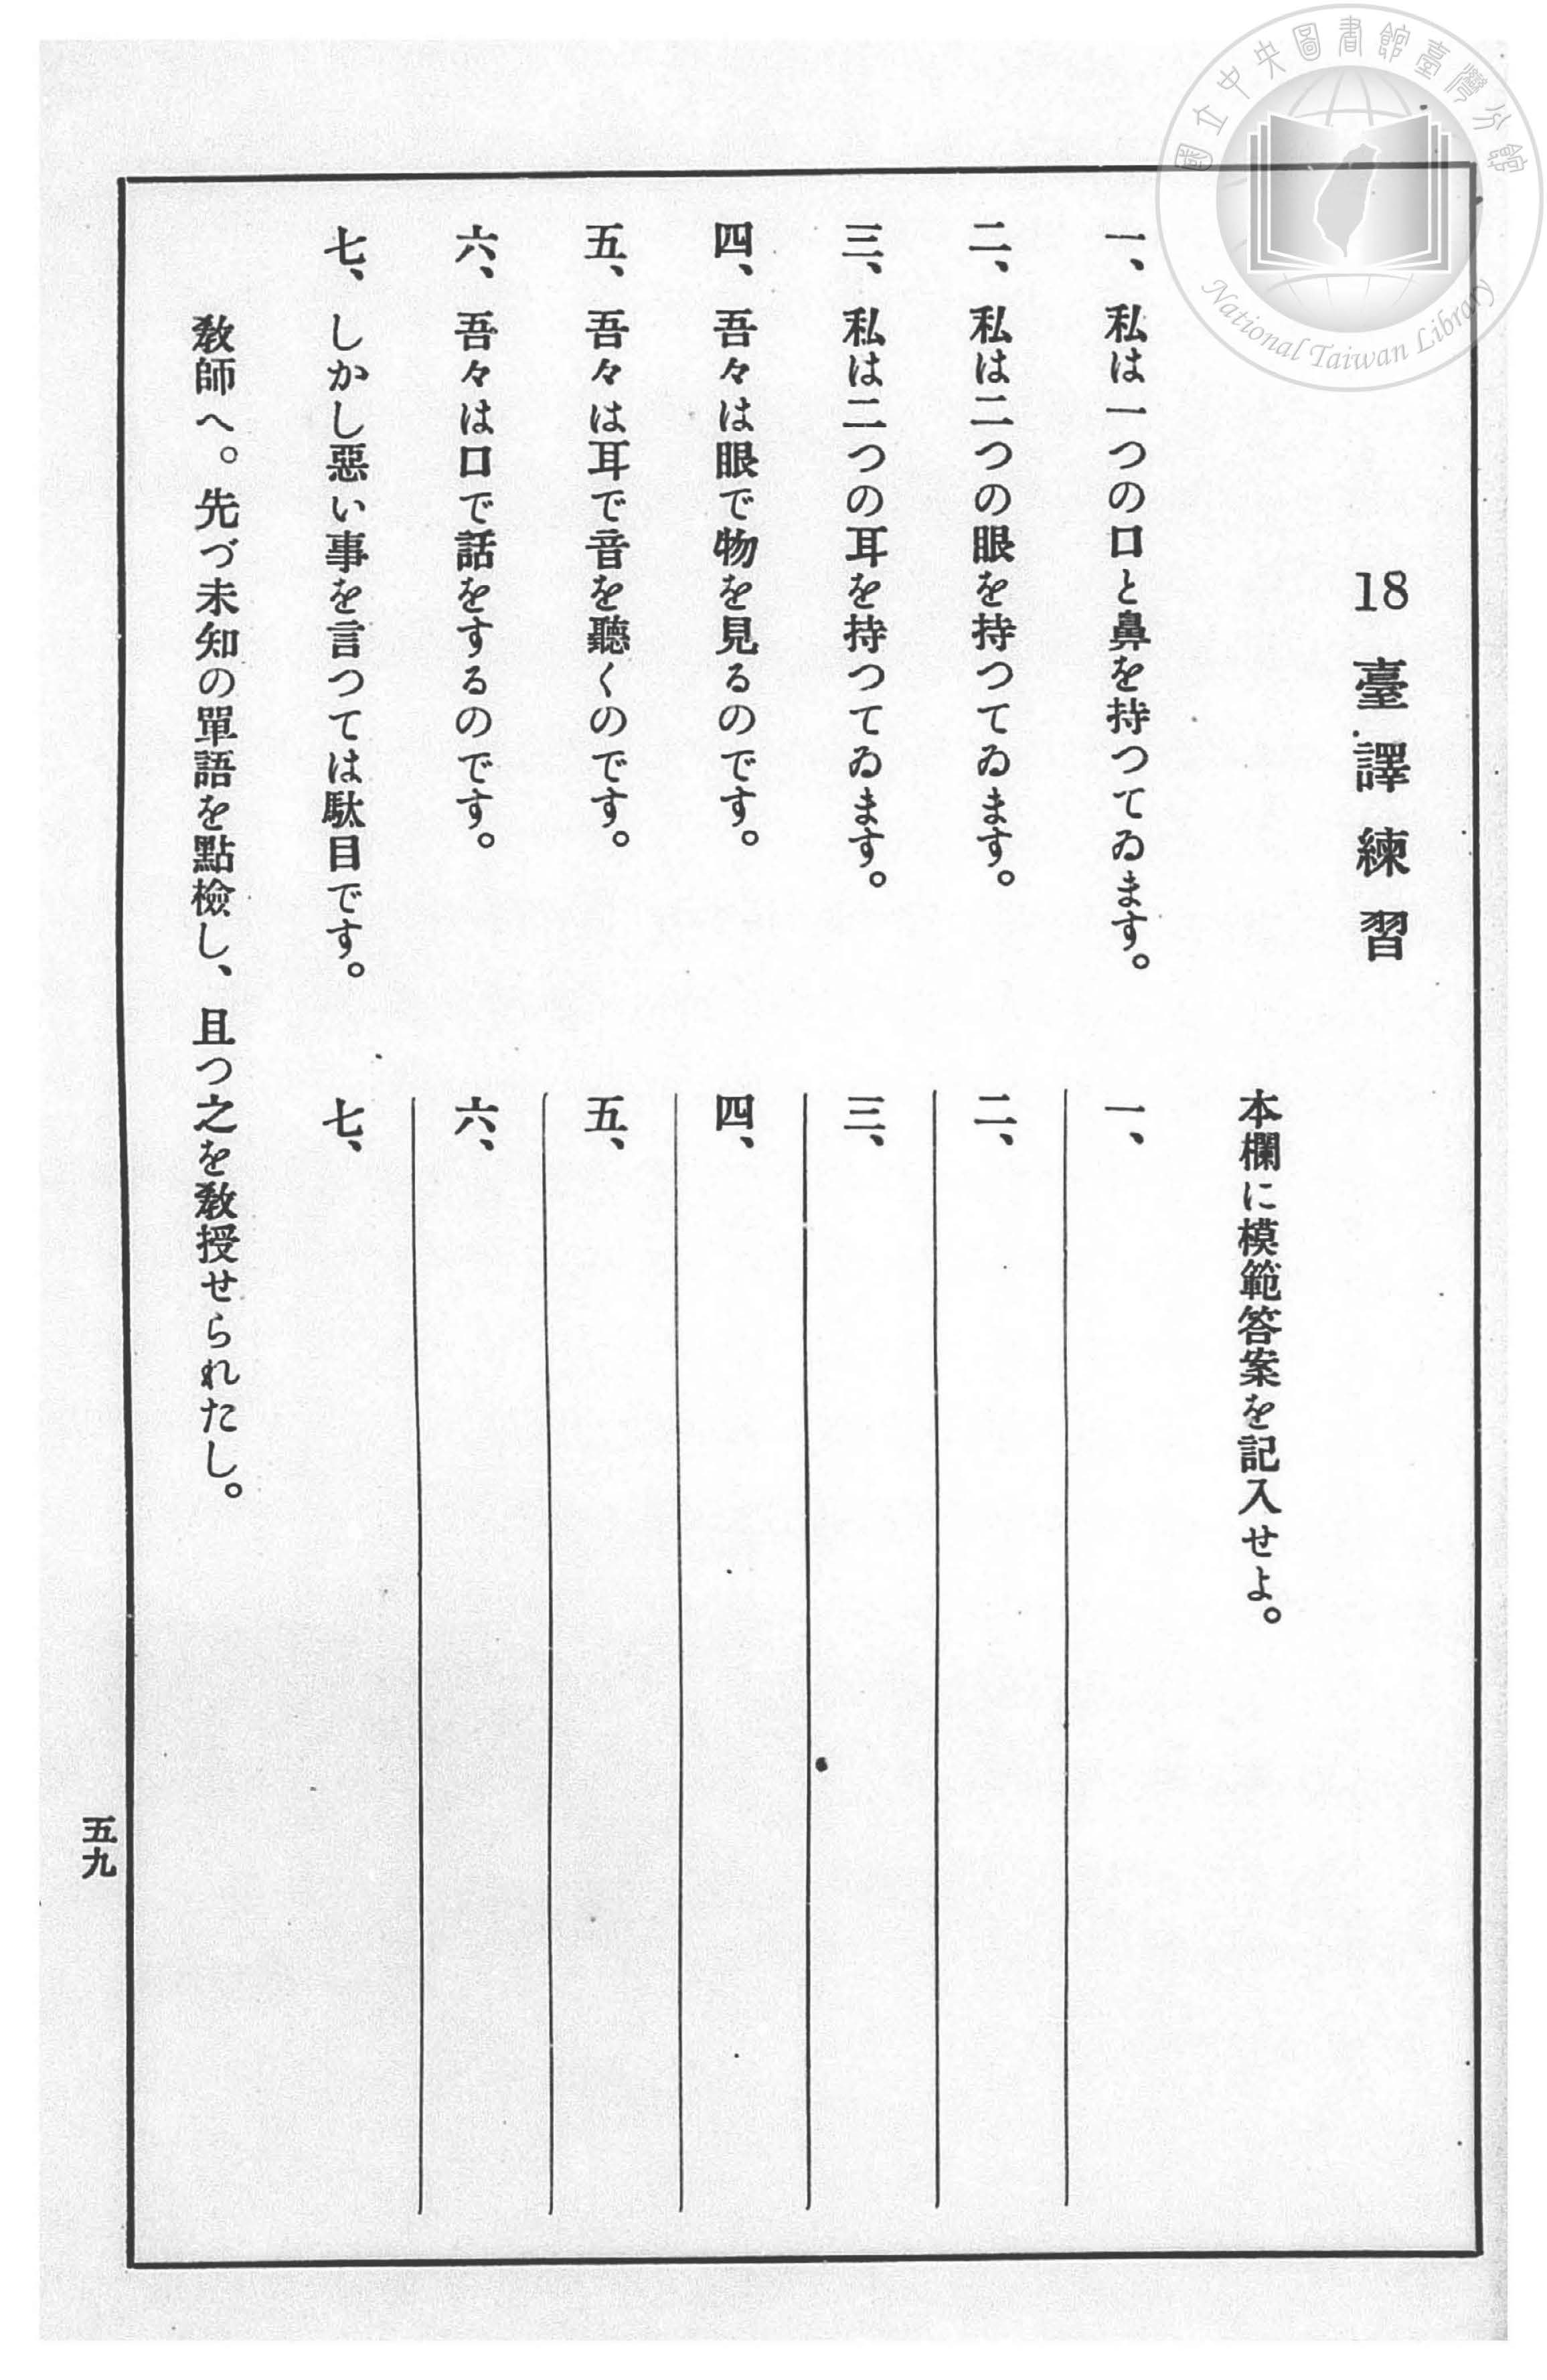 18 臺譯練習
本欄に模範答案を記入せよ。
一、私は一つの口と鼻を持つてゐます。
二、私は二つの眼を持つてゐます。
三、私は二つの耳を持つてゐます。
四、吾々は眼で物を見るのです。
五、吾々は耳で音を聽くのです。
六、吾々は口で話をするのです。
七、しかし惡い事を言つては駄目です。
一、
二、
三、
四、
五、
六、
七、
敎師へ。先づ未知の單語を點檢し、且つ之を敎授せられたし。
五九
國立中央圖書館臺灣分館
National Taiwan Library